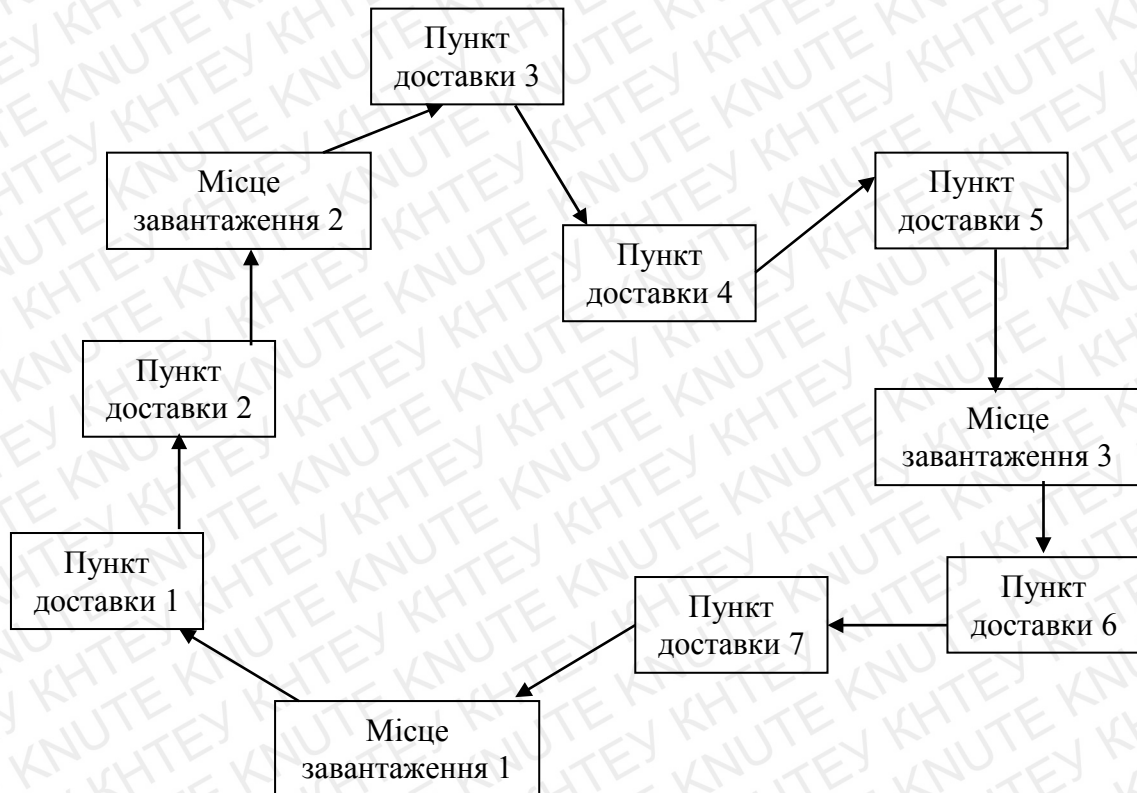 Пункт
доставки 3
Місце
завантаження 2
Пункт
доставки 5
Пункт
доставки 4
Пункт
доставки 2
Місце
завантаження 3
Пункт
доставки 1
Пункт
доставки 6
Пункт
доставки 7
Місце
завантаження 1